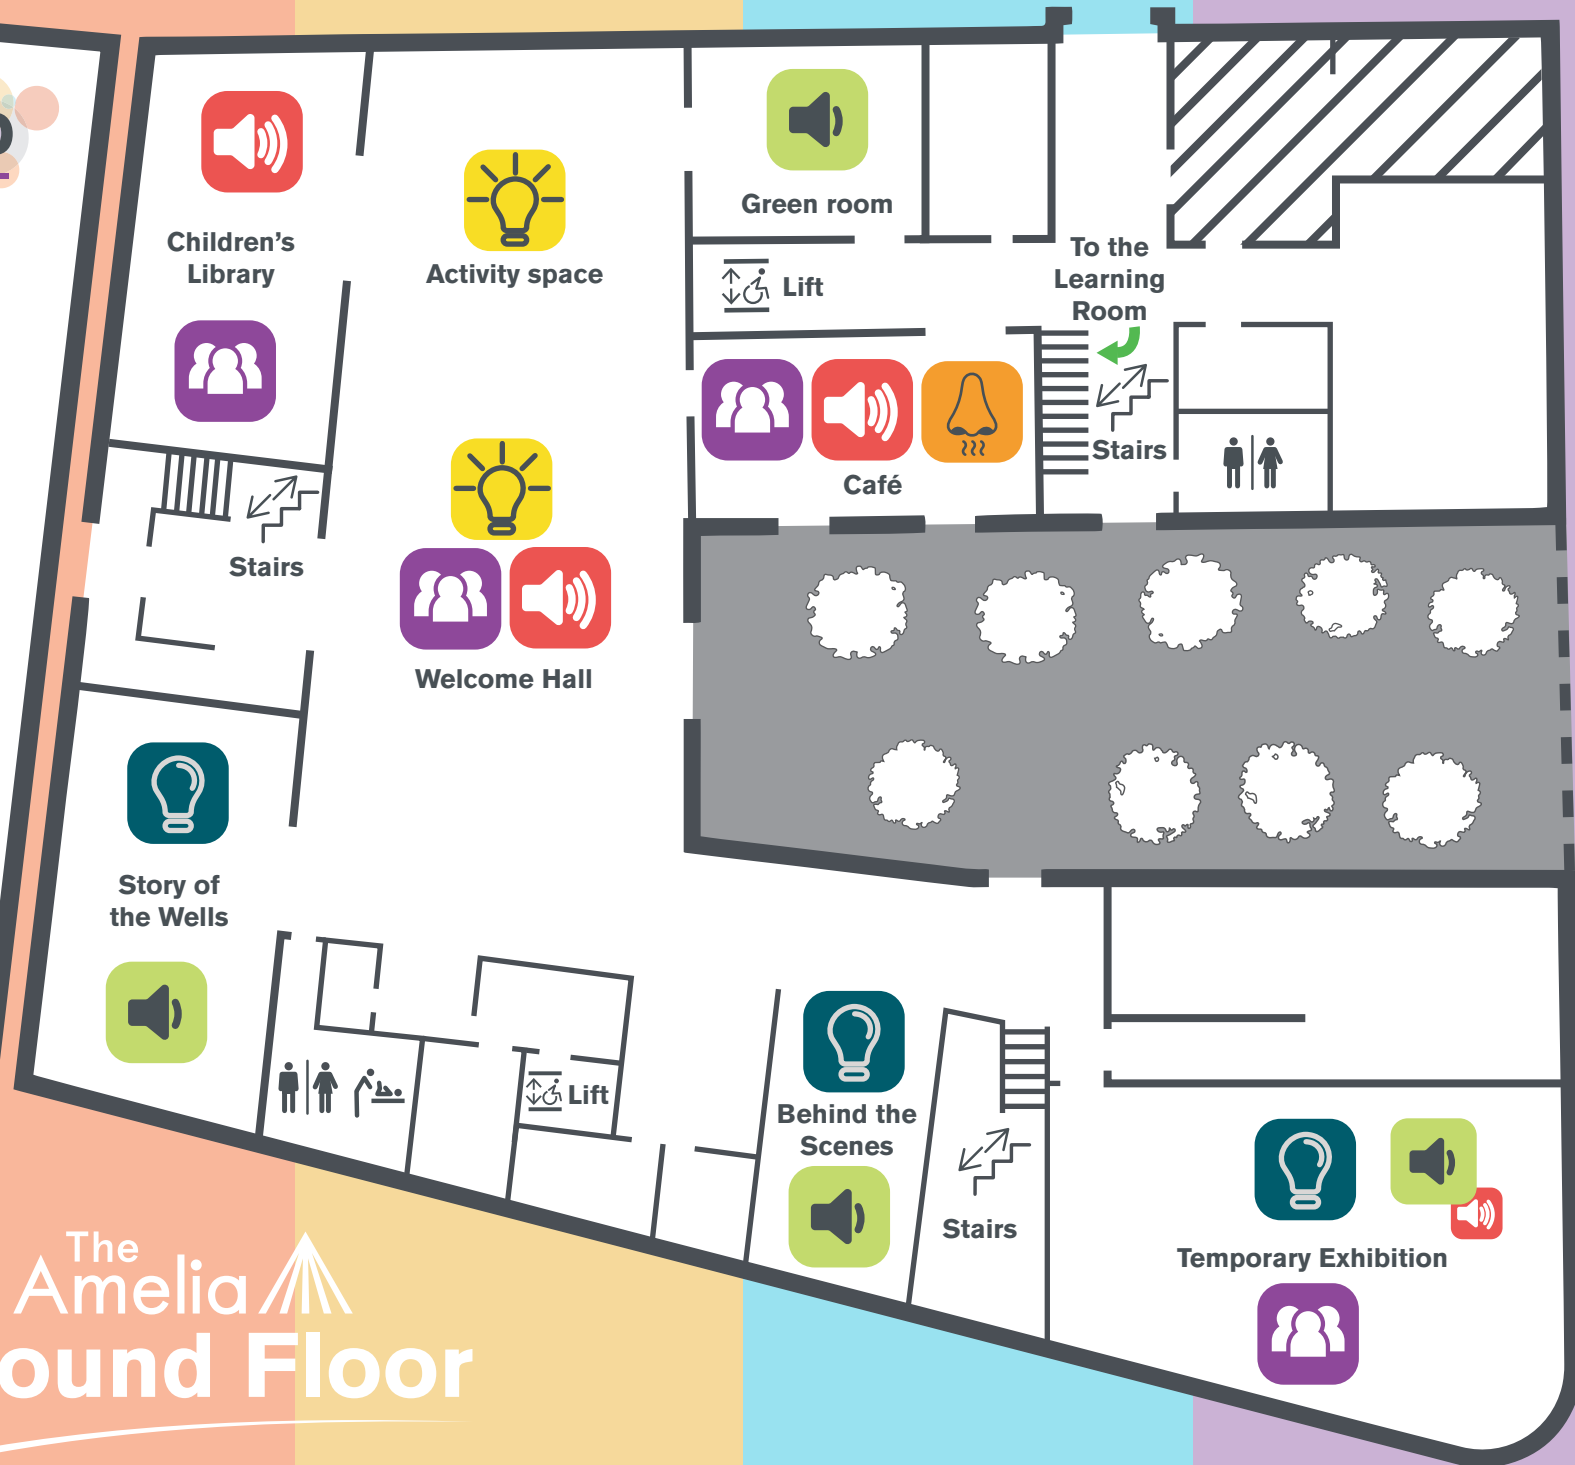 Children's
Library
Activity space
Green room
Lift
To the
Learning
Room
Stairs
Café
Stairs
Welcome Hall
Story of
the Wells
Lift
Behind the
Scenes
Stairs
Temporary Exhibition
The
Amelia
ound Floor